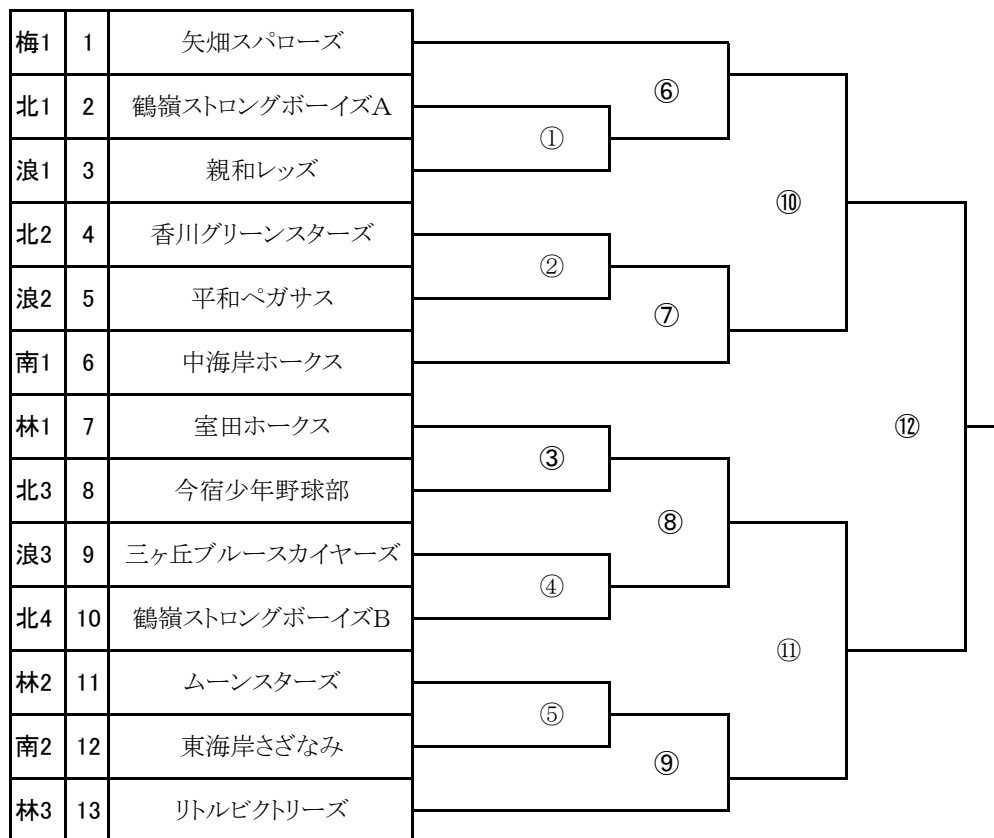 梅1 1 矢畑スパローズ
⑥
北1 2 鶴嶺ストロングボーイズA
①
浪1 3 親和レッズ
⑩
北2 4 香川グリーンスターズ
②
浪2 5 平和ペガサス
⑦
南1 6 中海岸ホークス
林1 7 室田ホークス
⑫
③
北3 8 今宿少年野球部
⑧
浪3 9 三ヶ丘ブルースカイヤーズ
④
北4 10 鶴嶺ストロングボーイズB
⑪
林2 11 ムーンスターズ
⑤
南2 12 東海岸さざなみ
⑨
林3 13 リトルビクトリーズ